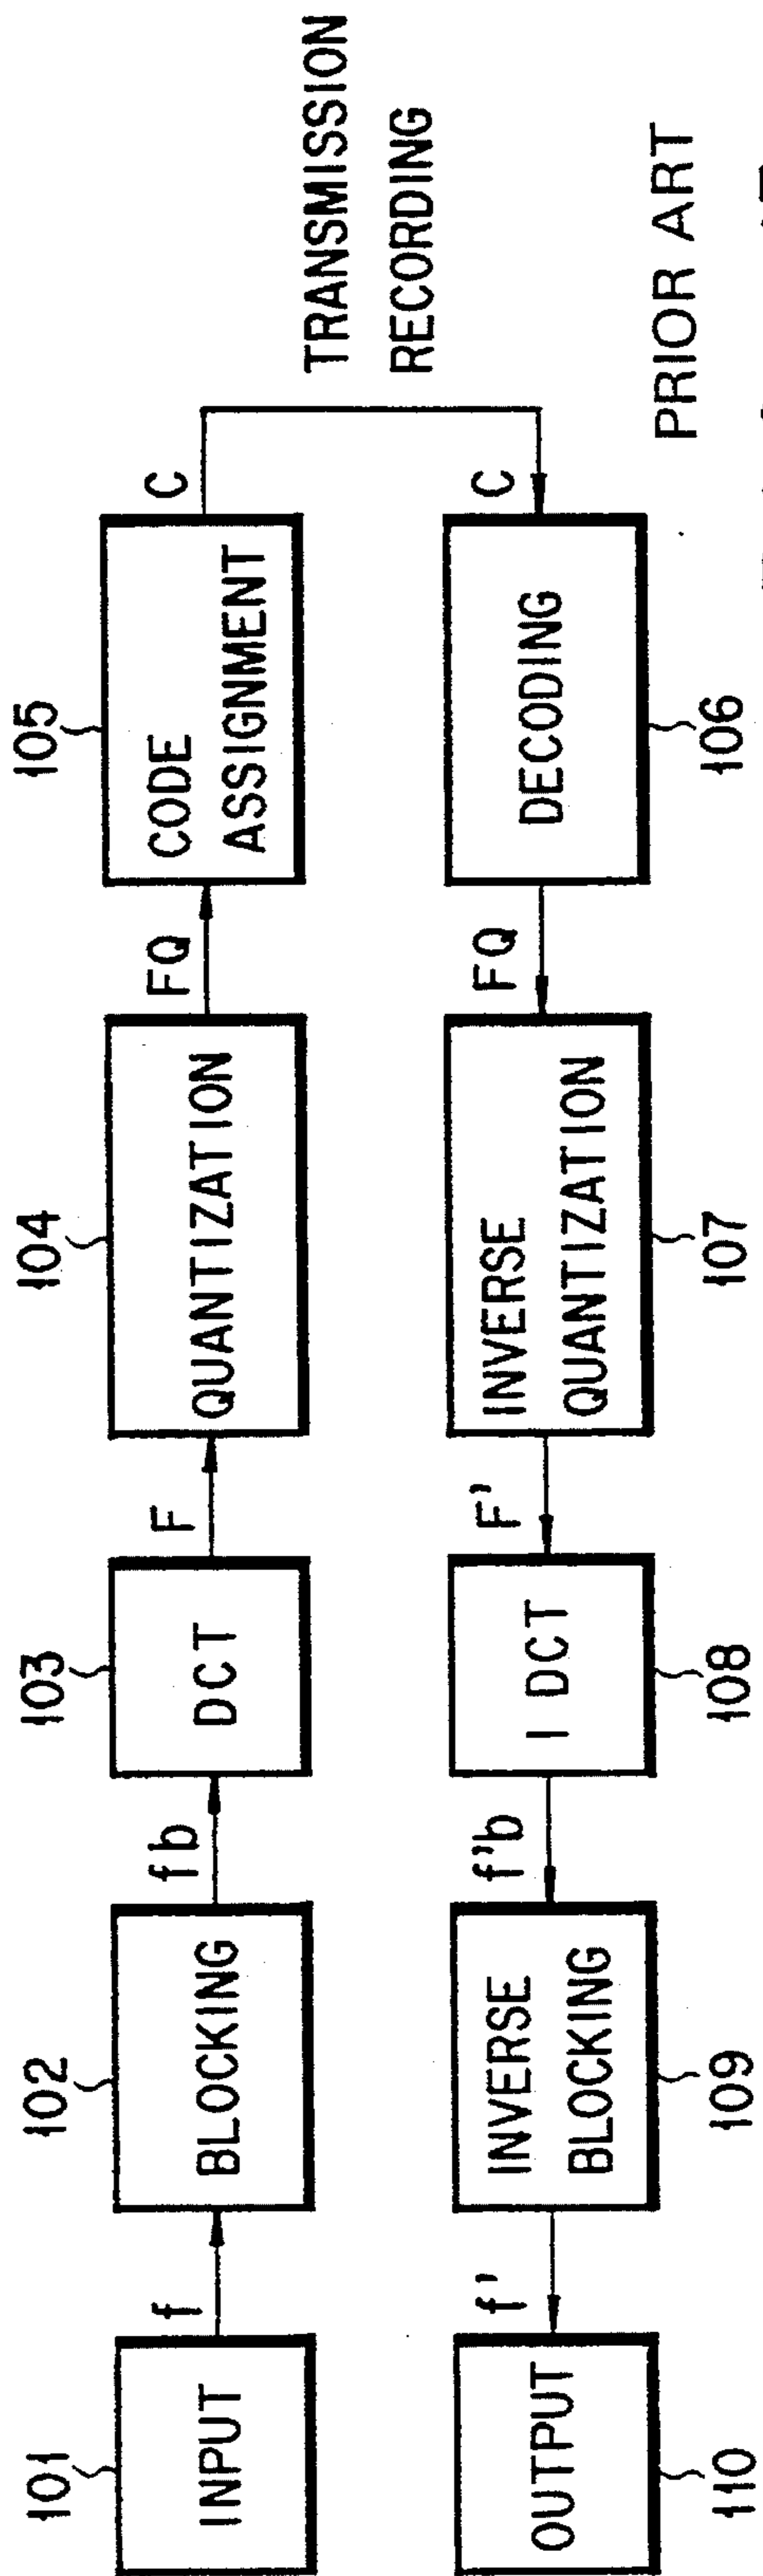 101
102
103
104
105
INPUT
f
BLOCKING
fb
DCT
F
QUANTIZATION
FQ
CODE
ASSIGNMENT
C
TRANSMISSION
RECORDING
OUTPUT
f'
INVERSE
BLOCKING
f'b
I DCT
F'
INVERSE
QUANTIZATION
FQ
DECODING
C
110
109
108
107
106
PRIOR ART